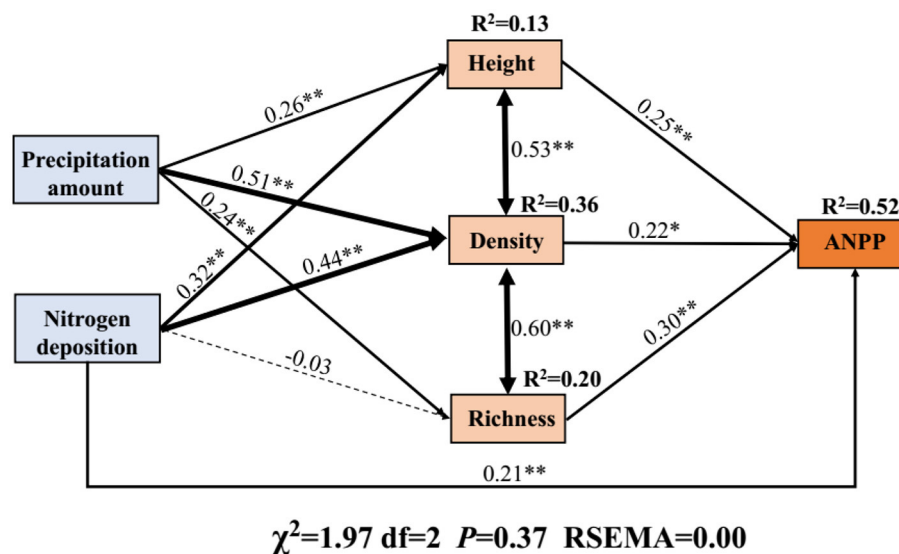 R²=0.13
Height
0.26**
0.25**
Precipitation
amount
0.53**
0.51**
R²=0.36
R²=0.52
0.24**
Density
0.22*
ANPP
0.32**
0.44**
Nitrogen
deposition
0.60**
0.30**
-0.03
R²=0.20
Richness
0.21**
χ²=1.97 df=2 P=0.37 RSEMA=0.00